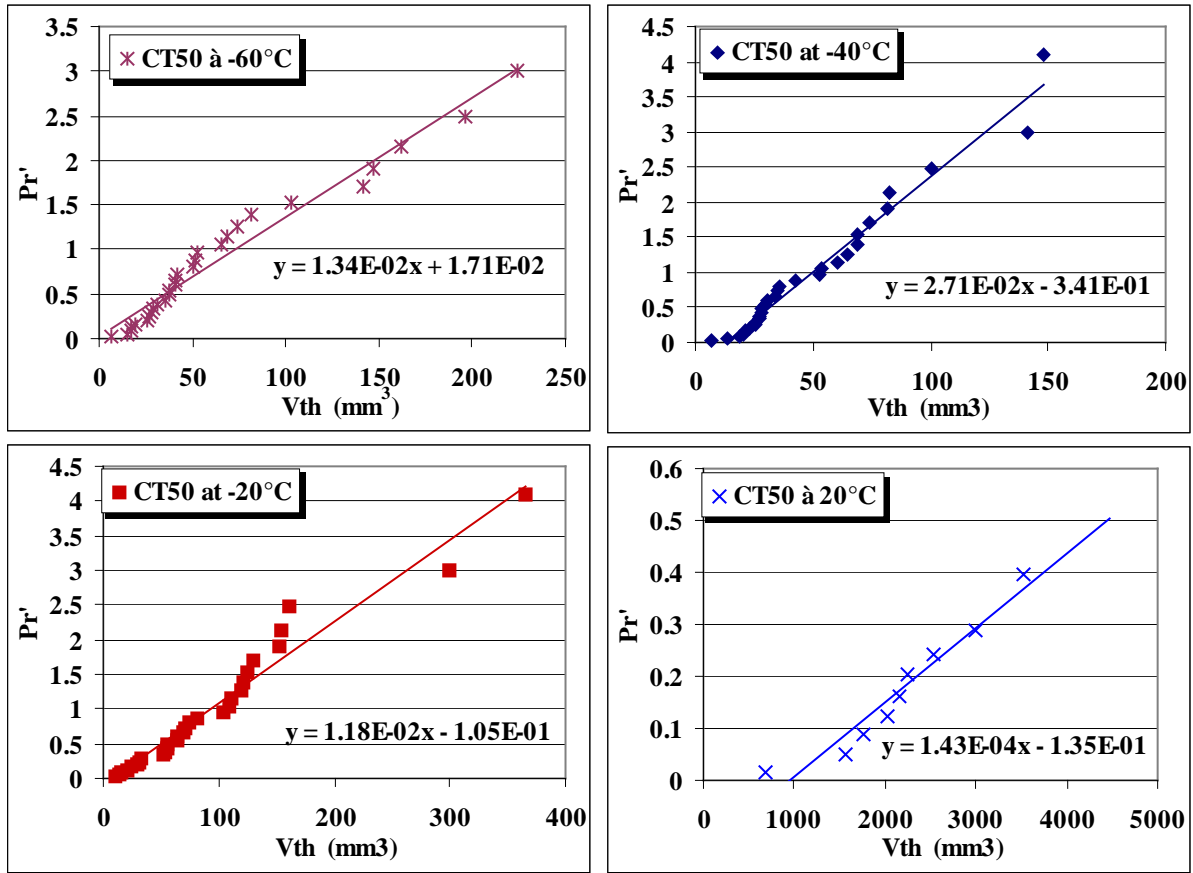 CT50 à -60°C
3.5
3
2.5
2
1.5
1
0.5
0
Pr'
y = 1.34E-02x + 1.71E-02
0 50 100 150 200 250
Vth (mm3)
CT50 at -40°C
4.5
4
3.5
3
2.5
2
1.5
1
0.5
0
Pr'
y = 2.71E-02x - 3.41E-01
0 50 100 150 200
Vth (mm3)
CT50 at -20°C
4.5
4
3.5
3
2.5
2
1.5
1
0.5
0
Pr'
y = 1.18E-02x - 1.05E-01
0 100 200 300 400
Vth (mm3)
CT50 à 20°C
0.6
0.5
0.4
0.3
0.2
0.1
0
Pr'
y = 1.43E-04x - 1.35E-01
0 1000 2000 3000 4000 5000
Vth (mm3)